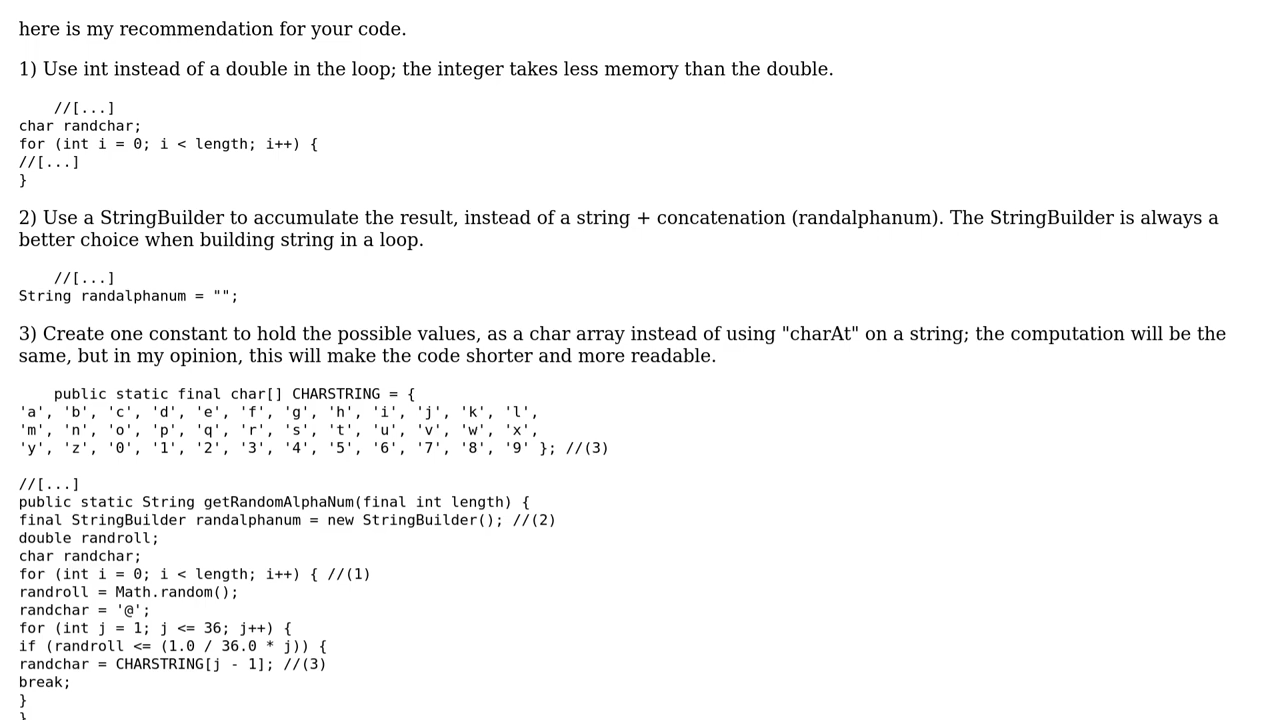 here is my recommendation for your code.
1) Use int instead of a double in the loop; the integer takes less memory than the double.
//[...]
char randchar;
for (int i = 0; i < length; i++) {
//[...]
}
2) Use a StringBuilder to accumulate the result, instead of a string + concatenation (randalphanum). The StringBuilder is always a
better choice when building string in a loop.
//[...]
String randalphanum = "";
3) Create one constant to hold the possible values, as a char array instead of using "charAt" on a string; the computation will be the
same, but in my opinion, this will make the code shorter and more readable.
public static final char[] CHARSTRING = {
'a', 'b', 'c', 'd', 'e', 'f', 'g', 'h', 'i', 'j', 'k', 'l',
'm', 'n', 'o', 'p', 'q', 'r', 's', 't', 'u', 'v', 'w', 'x',
'y', 'z', '0', '1', '2', '3', '4', '5', '6', '7', '8', '9' }; //(3)
//[...]
public static String getRandomAlphaNum(final int length) {
final StringBuilder randalphanum = new StringBuilder(); //(2)
double randroll;
char randchar;
for (int i = 0; i < length; i++) { //(1)
randroll = Math.random();
randchar = '@';
for (int j = 1; j <= 36; j++) {
if (randroll <= (1.0 / 36.0 * j)) {
randchar = CHARSTRING[j - 1]; //(3)
break;
}
}